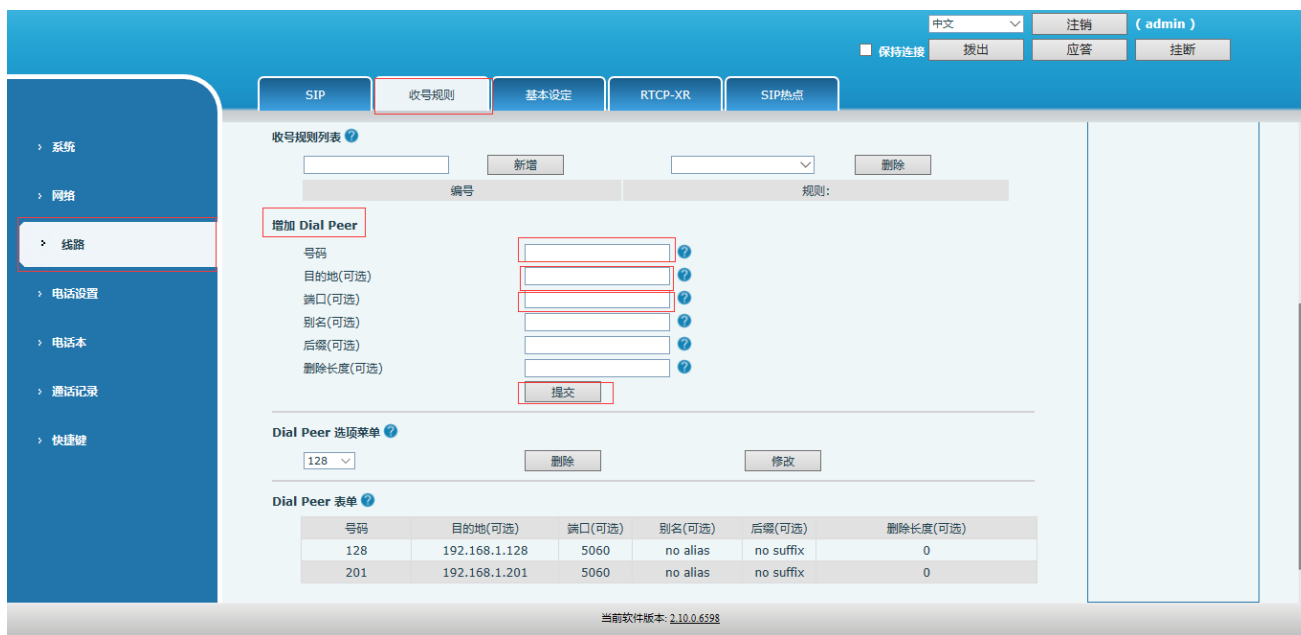 中文 注销 ( admin )
保持连接 拨出 应答 挂断
SIP 收号规则 基本设定 RTCP-XR SIP热点
› 系统
› 网络
› 线路
› 电话设置
› 电话本
› 通话记录
› 快捷键
收号规则列表 ?
新增 删除
编号 规则:
增加 Dial Peer
号码 ?
目的地(可选) ?
端口(可选) ?
别名(可选) ?
后缀(可选) ?
删除长度(可选) ?
提交
Dial Peer 选项菜单 ?
128 删除 修改
Dial Peer 表单 ?
号码 目的地(可选) 端口(可选) 别名(可选) 后缀(可选) 删除长度(可选)
128 192.168.1.128 5060 no alias no suffix 0
201 192.168.1.201 5060 no alias no suffix 0
当前软件版本: 2.10.0.6598